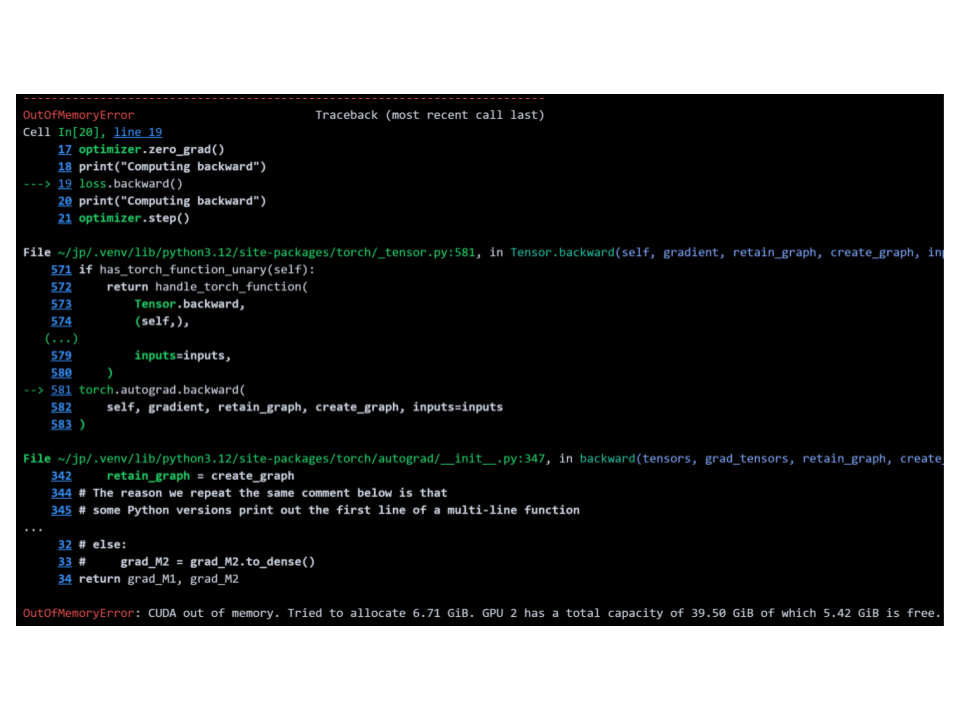 OutOfMemoryError                          Traceback (most recent call last)
Cell In[20], line 19
     17 optimizer.zero_grad()
     18 print("Computing backward")
---> 19 loss.backward()
     20 print("Computing backward")
     21 optimizer.step()
File ~/jp/.venv/lib/python3.12/site-packages/torch/_tensor.py:581, in Tensor.backward(self, gradient, retain_graph, create_graph, in
    571 if has_torch_function_unary(self):
    572     return handle_torch_function(
    573         Tensor.backward,
    574         (self,),
   (...)
    579         inputs=inputs,
    580     )
--> 581 torch.autograd.backward(
    582     self, gradient, retain_graph, create_graph, inputs=inputs
    583 )
File ~/jp/.venv/lib/python3.12/site-packages/torch/autograd/__init__.py:347, in backward(tensors, grad_tensors, retain_graph, create_
    342     retain_graph = create_graph
    344 # The reason we repeat the same comment below is that
    345 # some Python versions print out the first line of a multi-line function
...
     32 # else:
     33 #     grad_M2 = grad_M2.to_dense()
     34 return grad_M1, grad_M2
OutOfMemoryError: CUDA out of memory. Tried to allocate 6.71 GiB. GPU 2 has a total capacity of 39.50 GiB of which 5.42 GiB is free.